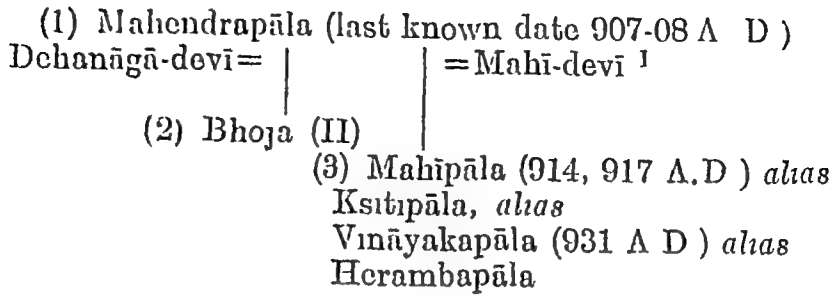 (1) Mahendrapāla (last known date 907-08 A D )
Dehanāgā-devī= =Mahī-devī 1
(2) Bhoja (II)
(3) Mahīpāla (914, 917 A.D ) alias
Ksitipāla, alias
Vināyakapāla (931 A D ) alias
Herambapāla